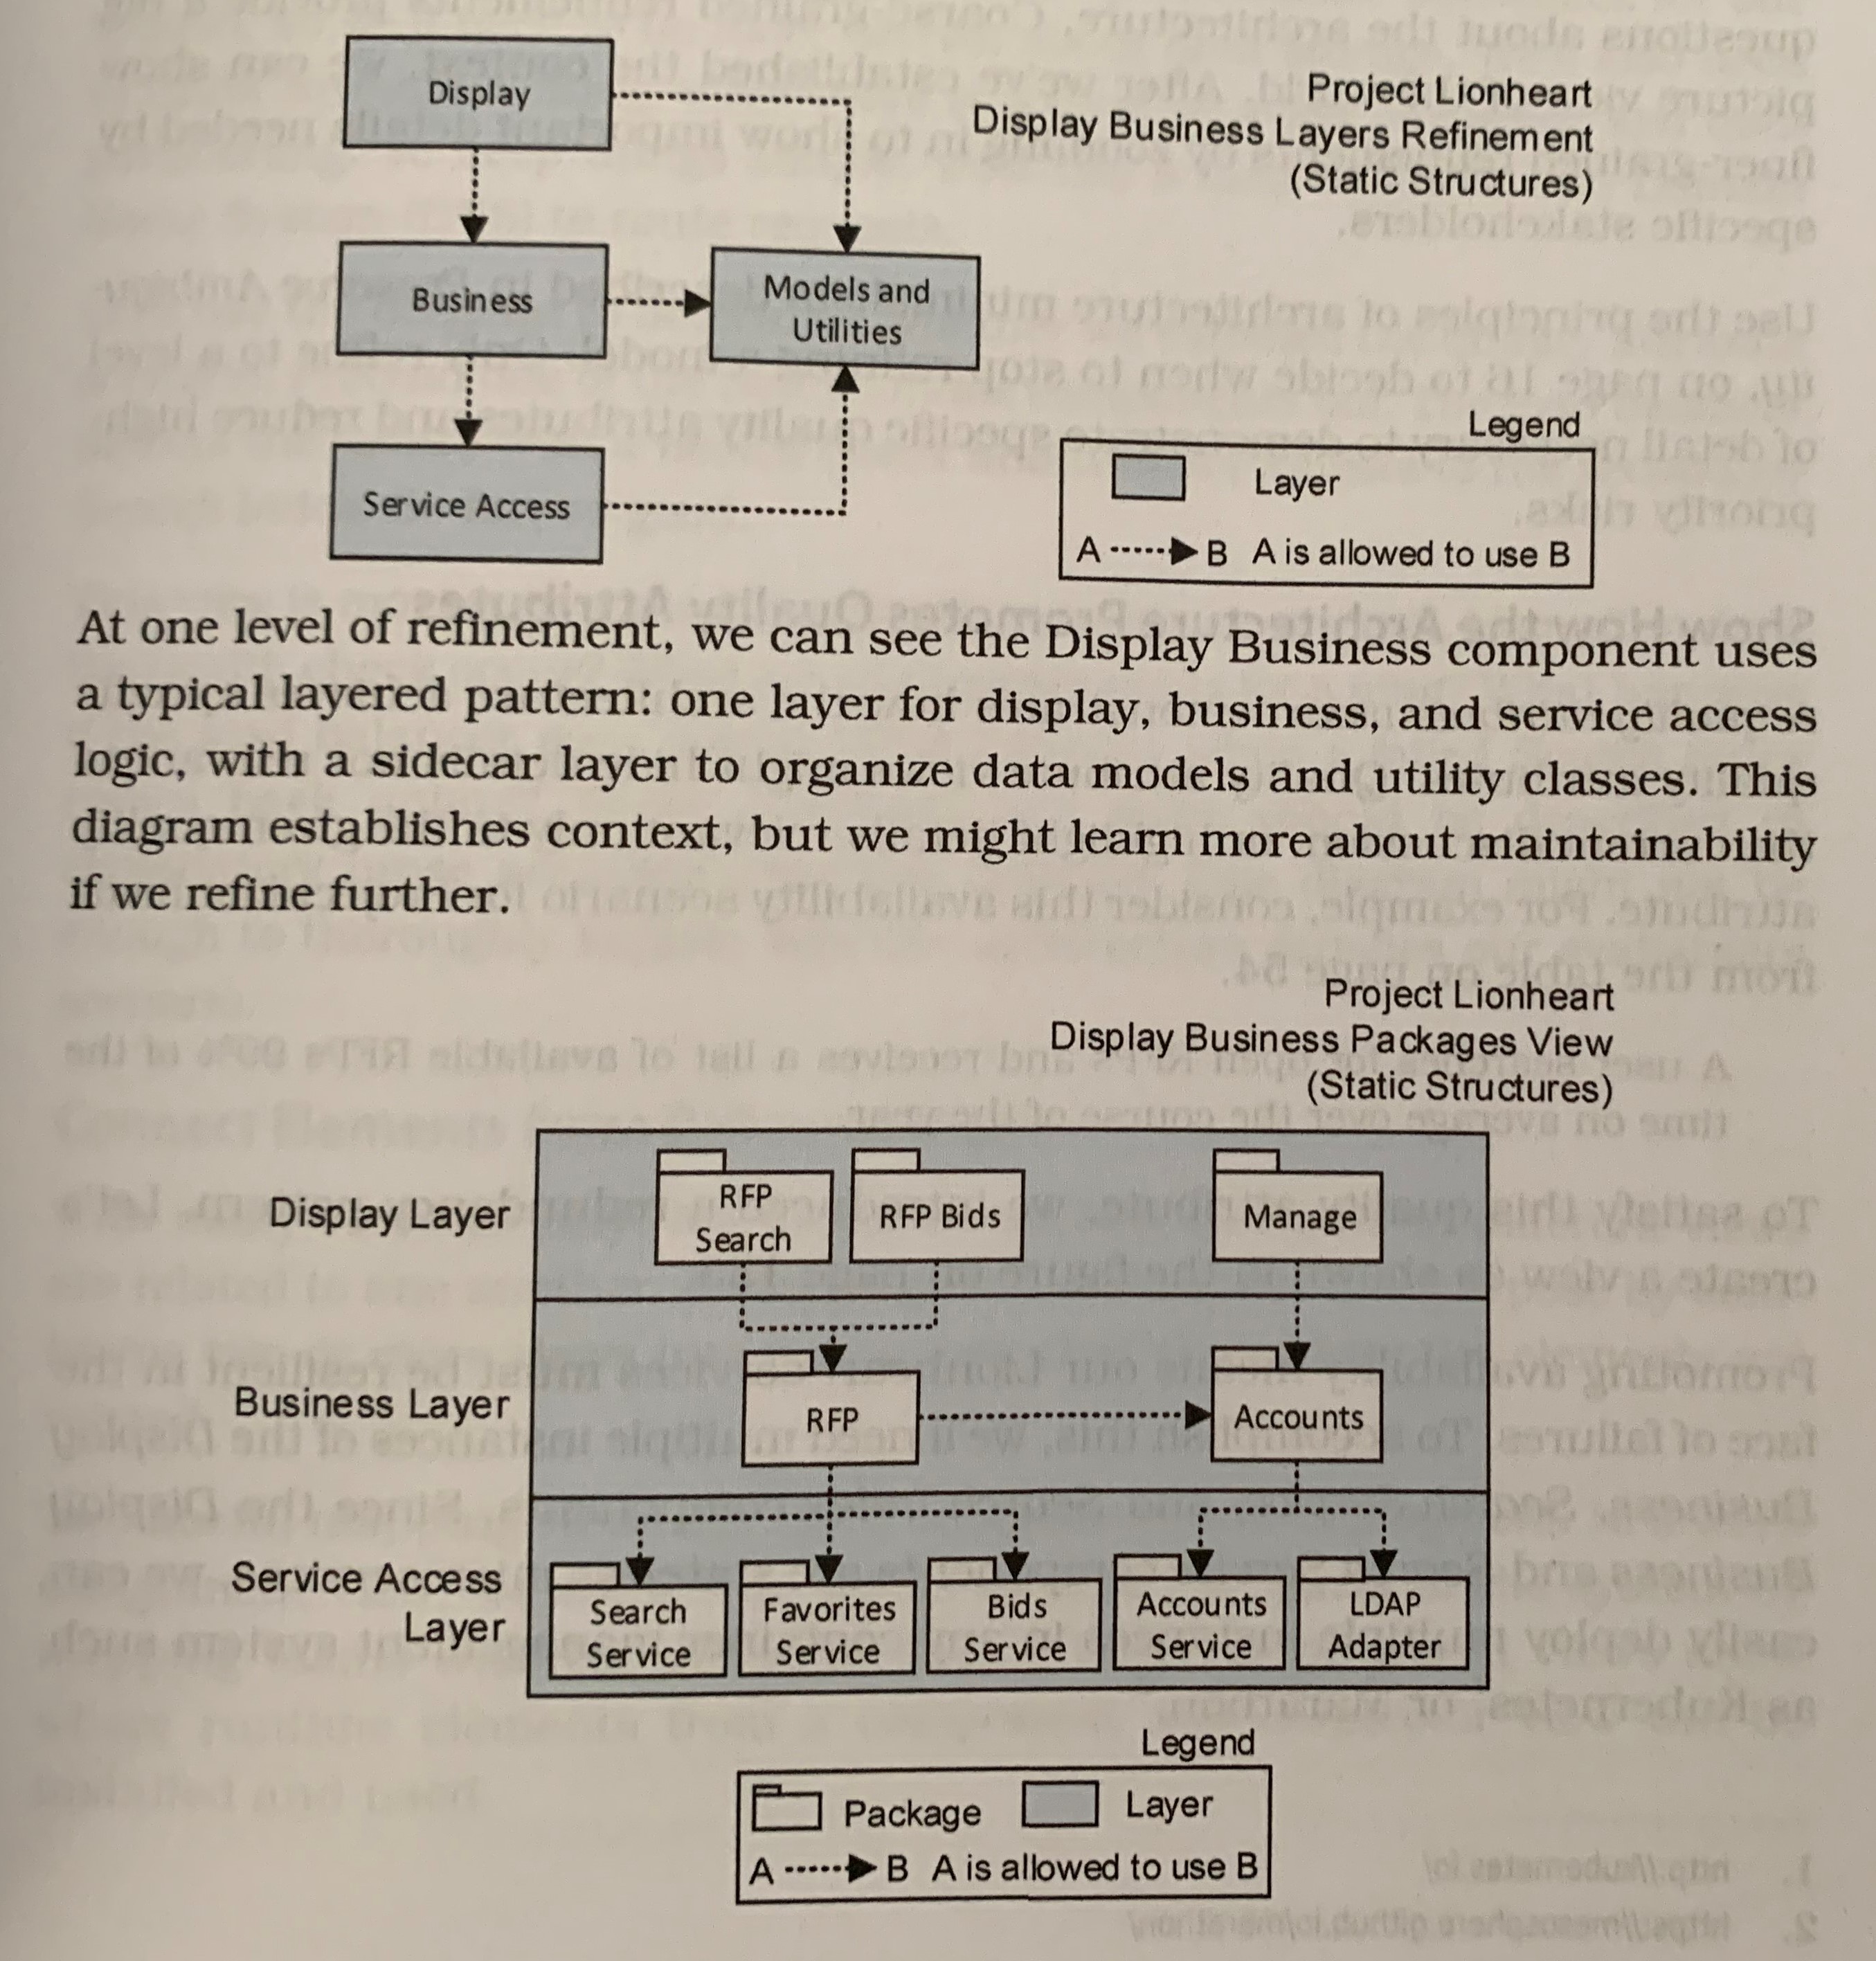 Display
Project Lionheart
Display Business Layers Refinement
(Static Structures)
Business
Models and
Utilities
Service Access
Legend
Layer
A B A is allowed to use B
At one level of refinement, we can see the Display Business component uses
a typical layered pattern: one layer for display, business, and service access
logic, with a sidecar layer to organize data models and utility classes. This
diagram establishes context, but we might learn more about maintainability
if we refine further.
Project Lionheart
Display Business Packages View
(Static Structures)
Display Layer
RFP
Search
RFP Bids
Manage
Business Layer
RFP
Accounts
Service Access
Layer
Search
Service
Favorites
Service
Bids
Service
Accounts
Service
LDAP
Adapter
Legend
Package
Layer
A B A is allowed to use B